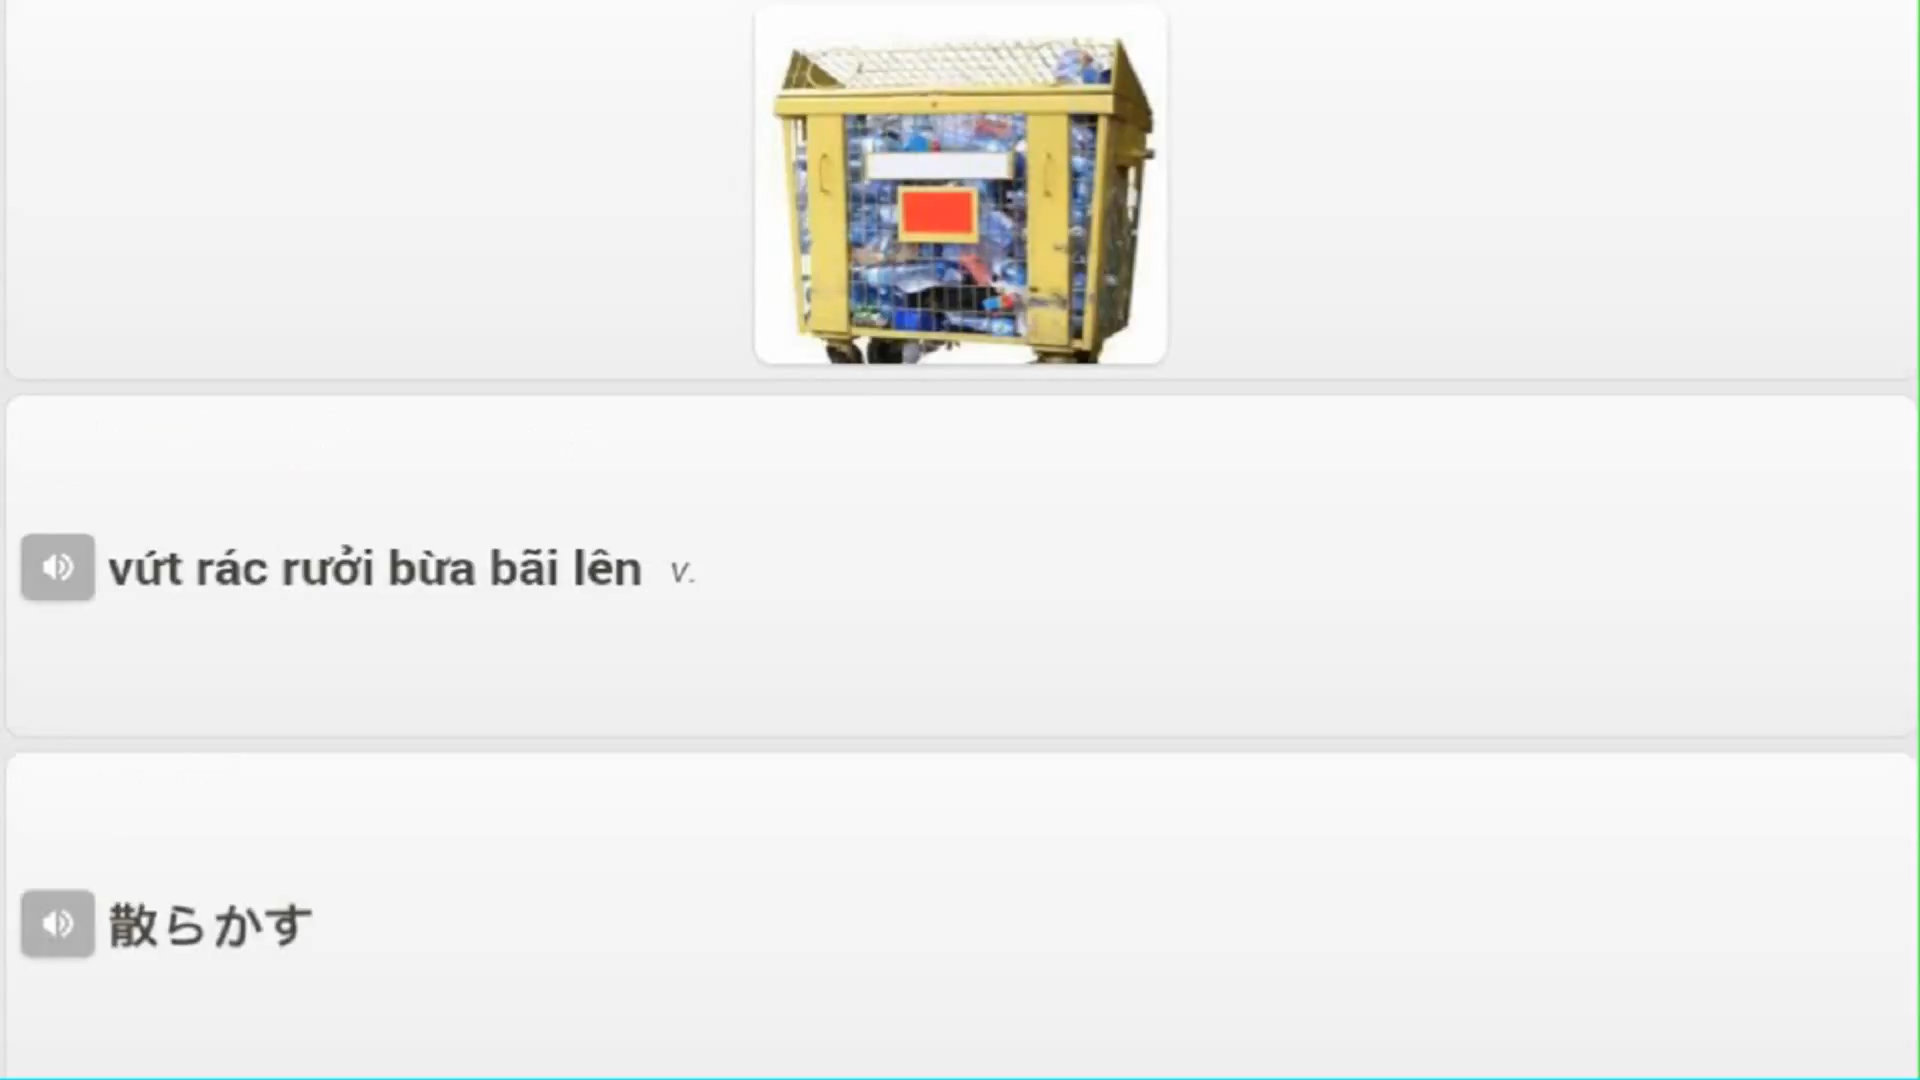 vứt rác rưởi bừa bãi lên v.
散らかす